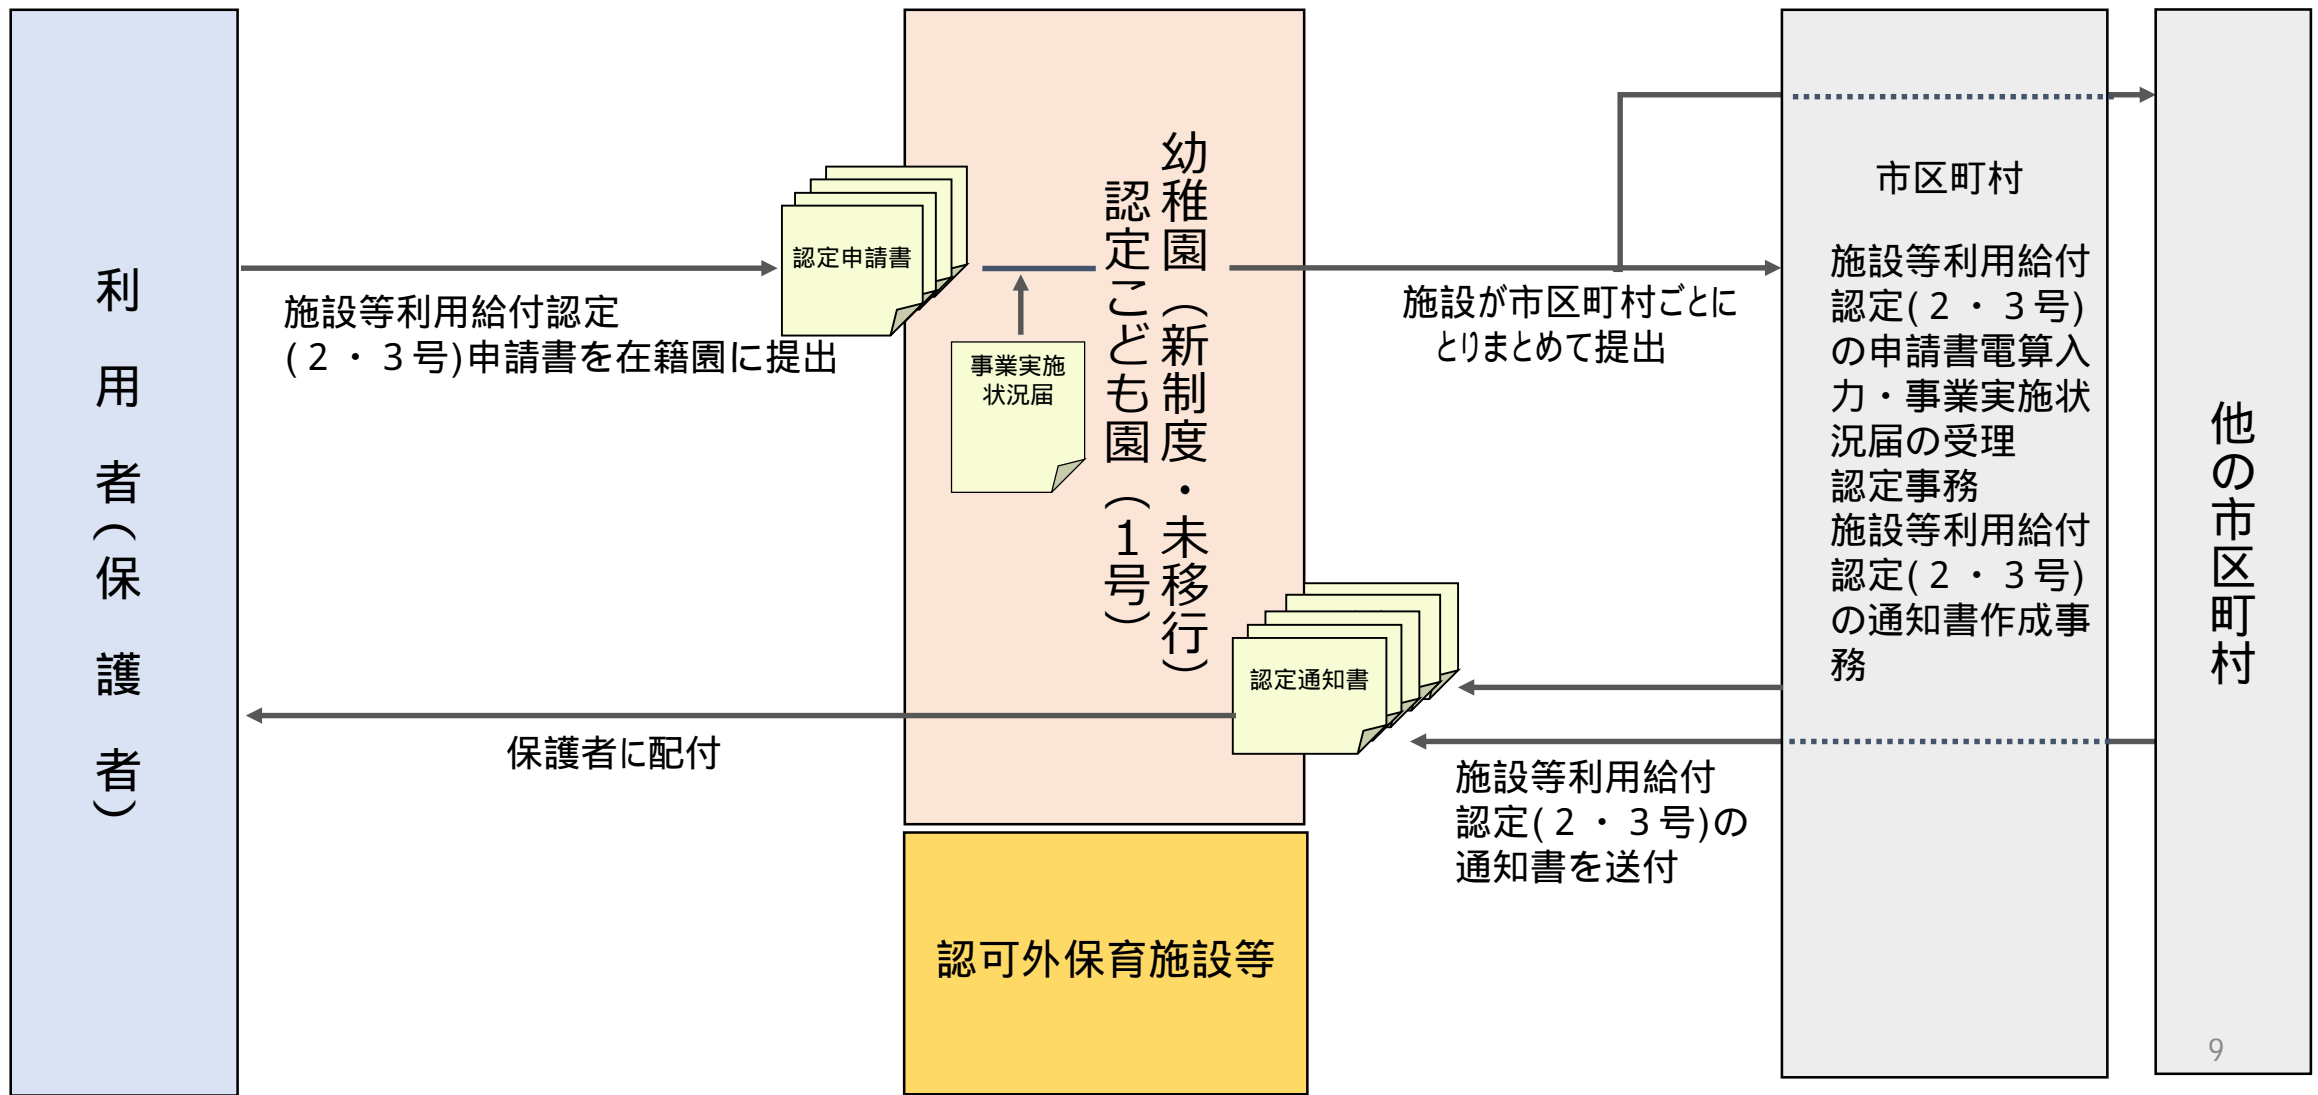 利用者（保護者）
施設等利用給付認定
(２・３号)申請書を在籍園に提出
認定申請書
事業実施
状況届
幼稚園（新制度・未移行）
認定こども園（１号）
施設が市区町村ごとに
とりまとめて提出
市区町村
施設等利用給付
認定(２・３号)
の申請書電算入
力・事業実施状
況届の受理
認定事務
施設等利用給付
認定(２・３号)
の通知書作成事
務
他の市区町村
認定通知書
保護者に配付
施設等利用給付
認定(２・３号)の
通知書を送付
認可外保育施設等
9